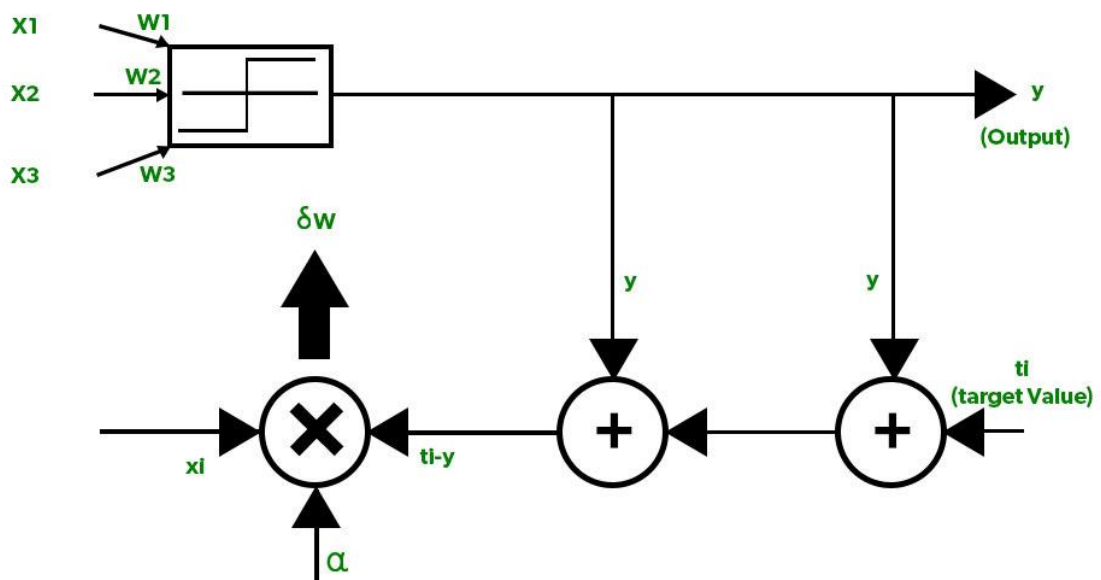 X1
W1
X2
W2
y
(Output)
X3
W3
δw
y
y
ti
(target Value)
+
+
xi
ti-y
α